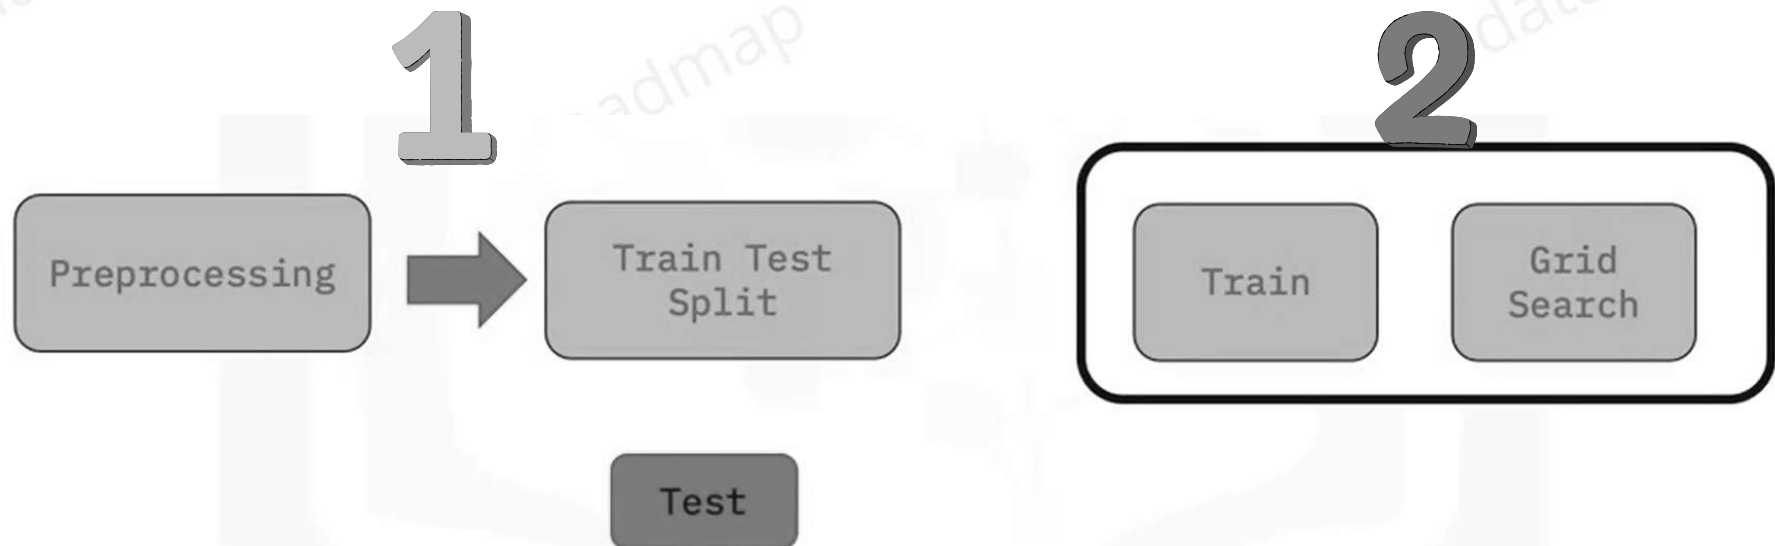 1
2
Preprocessing
Train Test
Split
Train
Grid
Search
Test